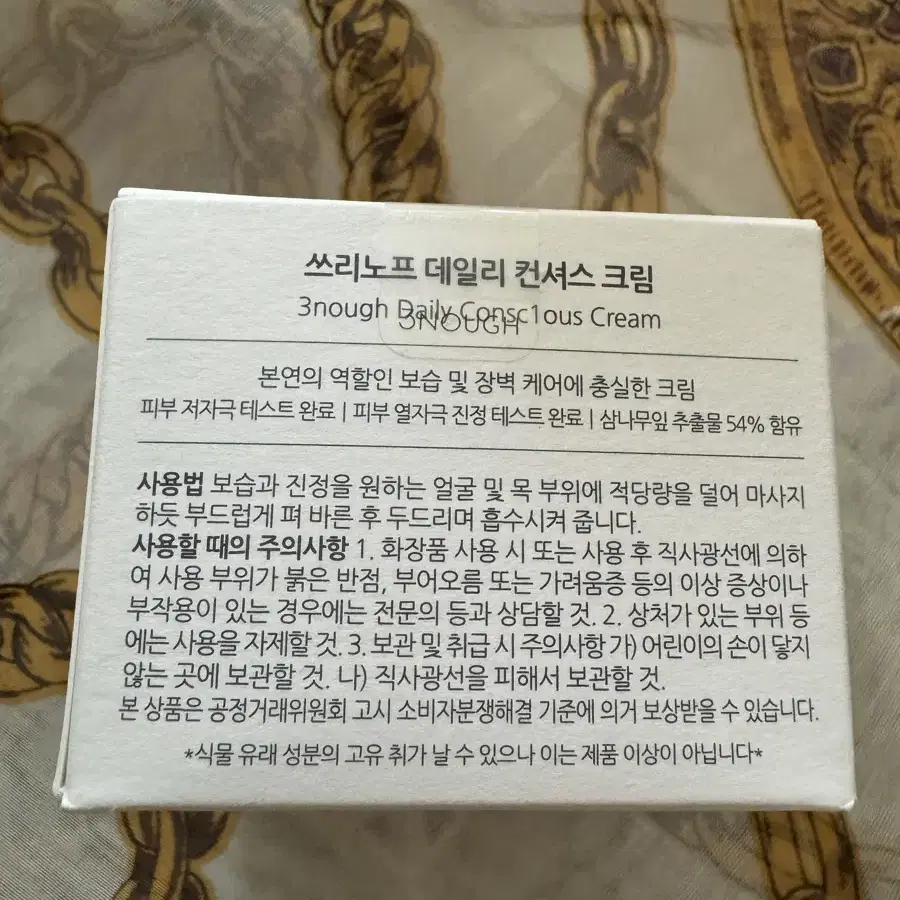 쓰리노프 데일리 컨셔스 크림
3nough Daily Consc1ous Cream
3NOUGH
본연의 역할인 보습 및 장벽 케어에 충실한 크림
피부 저자극 테스트 완료 | 피부 열자극 진정 테스트 완료 | 삼나무잎 추출물 54% 함유
사용법 보습과 진정을 원하는 얼굴 및 목 부위에 적당량을 덜어 마사지
하듯 부드럽게 펴 바른 후 두드리며 흡수시켜 줍니다.
사용할 때의 주의사항 1. 화장품 사용 시 또는 사용 후 직사광선에 의하
여 사용 부위가 붉은 반점, 부어오름 또는 가려움증 등의 이상 증상이나
부작용이 있는 경우에는 전문의 등과 상담할 것. 2. 상처가 있는 부위 등
에는 사용을 자제할 것. 3. 보관 및 취급 시 주의사항 가) 어린이의 손이 닿지
않는 곳에 보관할 것. 나) 직사광선을 피해서 보관할 것.
본 상품은 공정거래위원회 고시 소비자분쟁해결 기준에 의거 보상받을 수 있습니다.
*식물 유래 성분의 고유 취가 날 수 있으나 이는 제품 이상이 아닙니다*